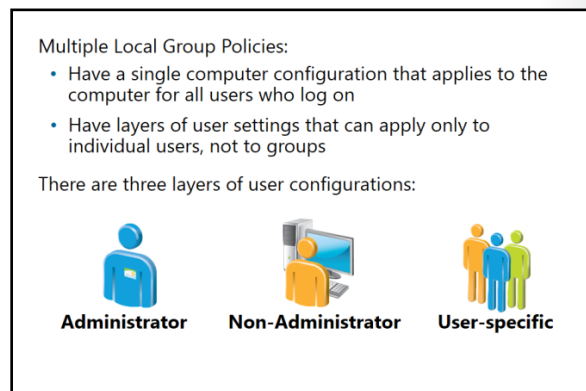 Multiple Local Group Policies:
• Have a single computer configuration that applies to the
computer for all users who log on
• Have layers of user settings that can apply only to
individual users, not to groups
There are three layers of user configurations:
Administrator Non-Administrator User-specific